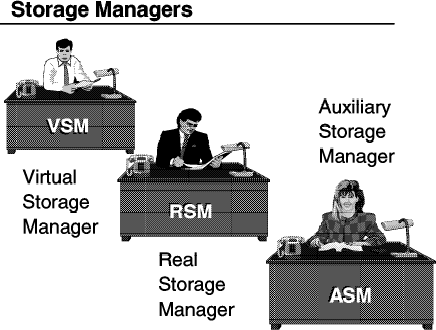 Storage Managers
VSM
Virtual
Storage
Manager
RSM
Real
Storage
Manager
Auxiliary
Storage
Manager
ASM